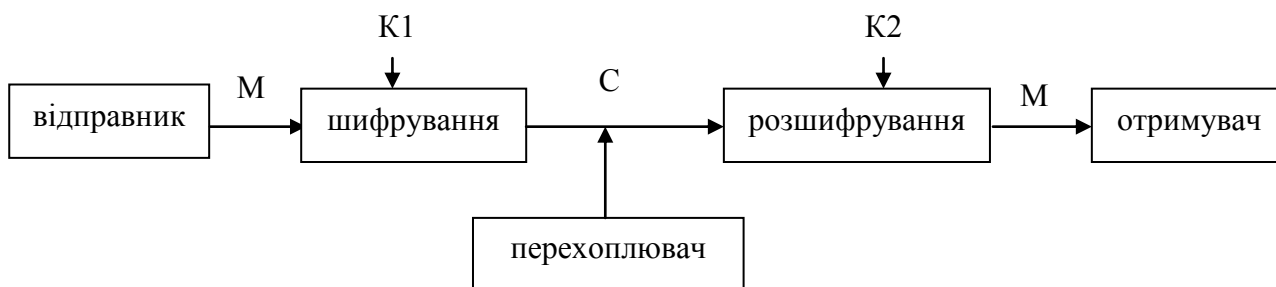 К1
К2
М
С
М
відправник
шифрування
розшифрування
отримувач
перехоплювач